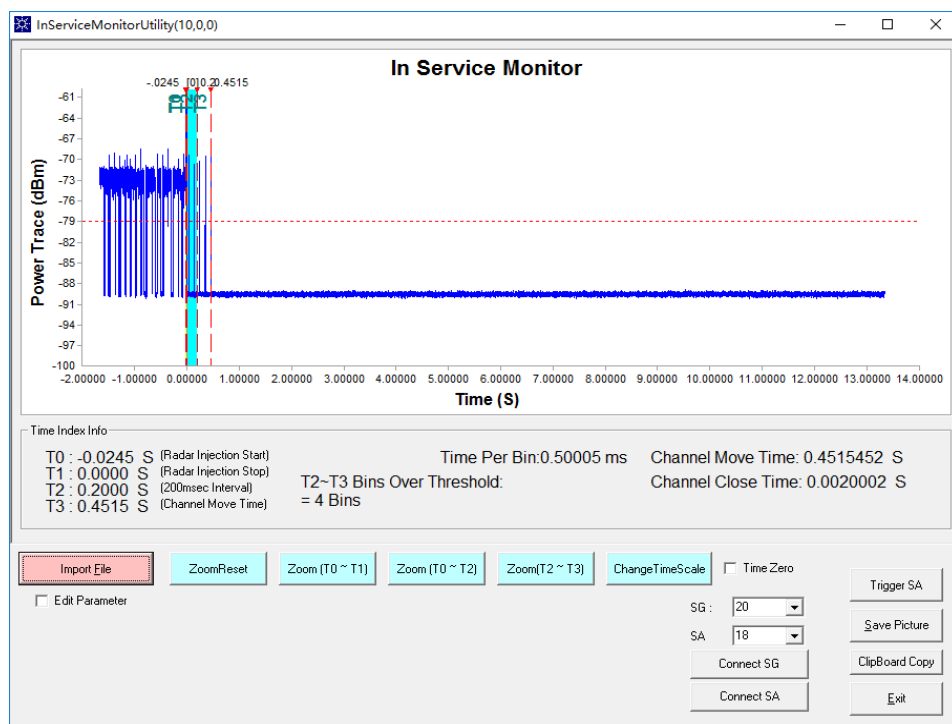 InServiceMonitorUtility(10,0,0)
In Service Monitor
-.0245 [0]0.20.4515
T0 T2 T3
Power Trace (dBm)
-61
-64
-67
-70
-73
-76
-79
-82
-85
-88
-91
-94
-97
-100
-2.00000 -1.00000 0.00000 1.00000 2.00000 3.00000 4.00000 5.00000 6.00000 7.00000 8.00000 9.00000 10.00000 11.00000 12.00000 13.00000 14.00000
Time (S)
Time Index Info
T0 : -0.0245 S (Radar Injection Start)
T1 : 0.0000 S (Radar Injection Stop)
T2 : 0.2000 S (200msec Interval)
T3 : 0.4515 S (Channel Move Time)
Time Per Bin:0.50005 ms
T2~T3 Bins Over Threshold:
= 4 Bins
Channel Move Time: 0.4515452 S
Channel Close Time: 0.0020002 S
Import File
ZoomReset
Zoom (T0 ~ T1)
Zoom (T0 ~ T2)
Zoom(T2 ~ T3)
ChangeTimeScale
Time Zero
Trigger SA
Edit Parameter
SG : 20
Save Picture
SA 18
Connect SG
ClipBoard Copy
Connect SA
Exit